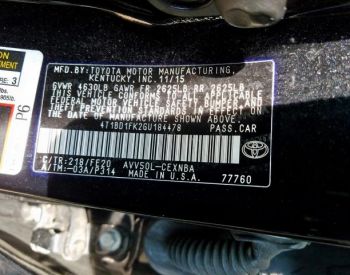 MFD. BY TOYOTA MOTOR MANUFACTURING,
KENTUCKY, INC. 11/15
GVWR 4630LB GAWR FR 2625LB RR 2625LB
THIS VEHICLE CONFORMS TO ALL APPLICABLE
FEDERAL MOTOR VEHICLE SAFETY, BUMPER, AND
THEFT PREVENTION STANDARDS IN EFFECT ON
THE DATE OF MANUFACTURE SHOWN ABOVE.
4T1BD1FK2GU184478 PASS.CAR
C/TR:218/FE20 AVV50L-CEXNBA
A/TM:-03A/P314 MADE IN U.S.A.
TOYOTA
77760
P6
3